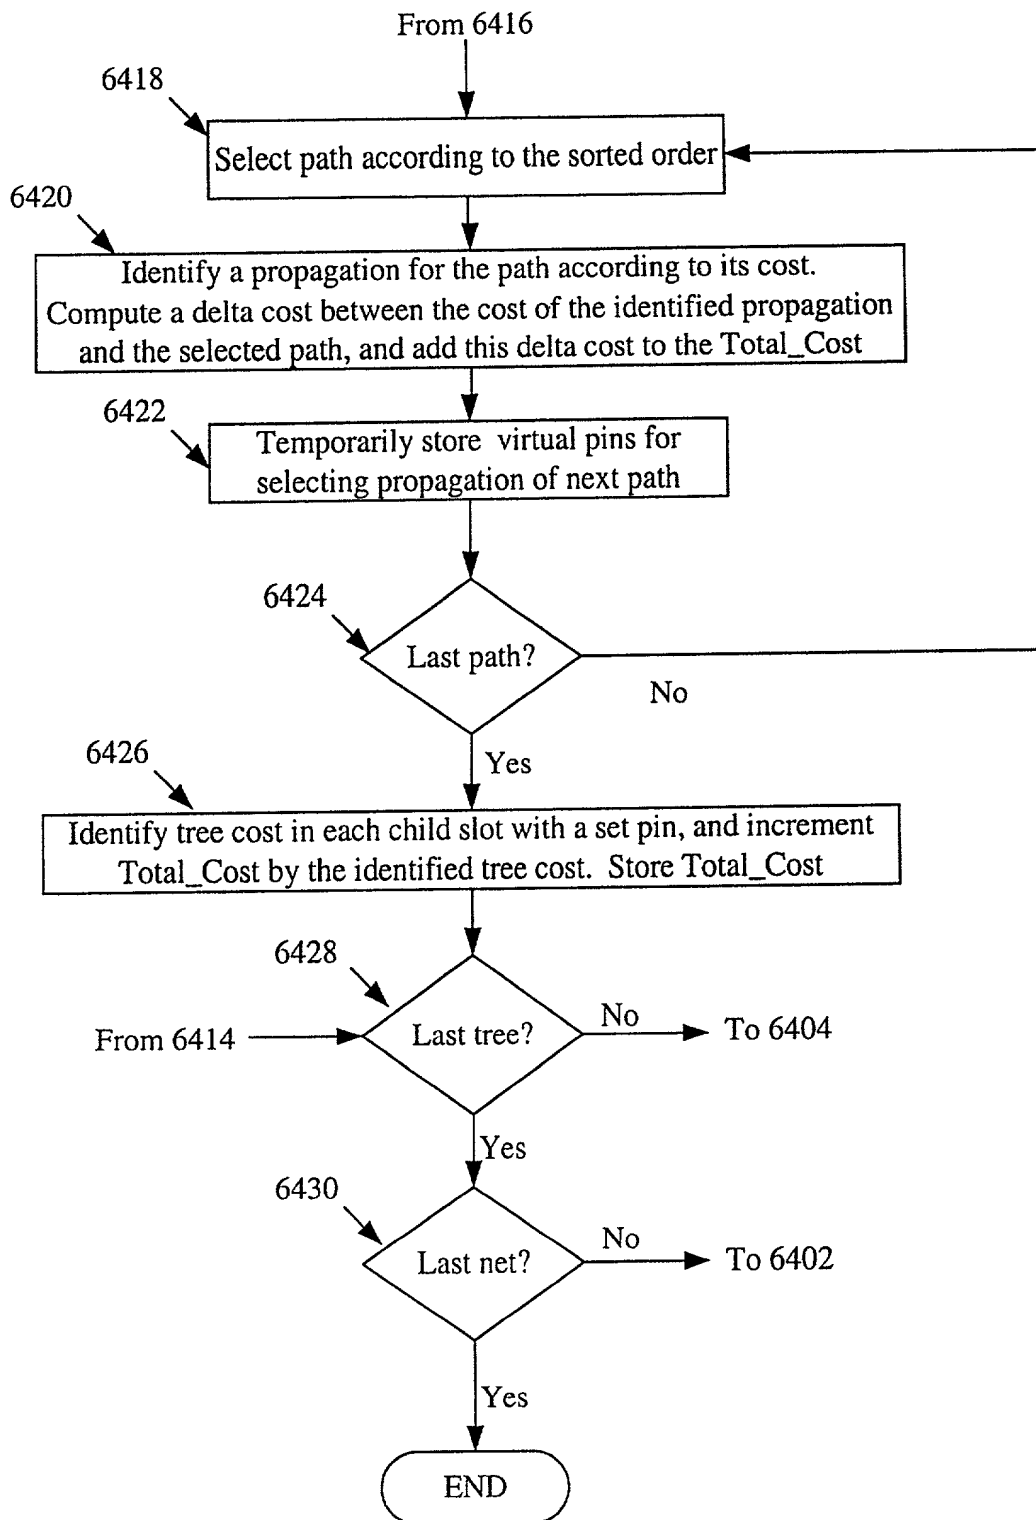 From 6416
6418
Select path according to the sorted order
6420
Identify a propagation for the path according to its cost.
Compute a delta cost between the cost of the identified propagation
and the selected path, and add this delta cost to the Total_Cost
6422
Temporarily store virtual pins for
selecting propagation of next path
6424
Last path?
No
Yes
6426
Identify tree cost in each child slot with a set pin, and increment
Total_Cost by the identified tree cost. Store Total_Cost
6428
From 6414
Last tree?
No
To 6404
Yes
6430
Last net?
No
To 6402
Yes
END